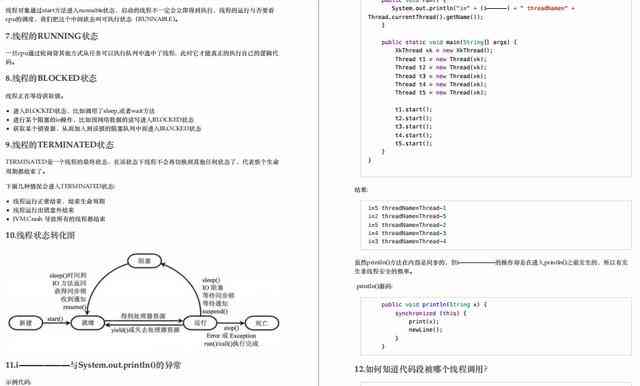 线程对象通过start方法进入runnable状态, 启动的线程不一定会立即得到执行, 线程的运行与否要看
cpu的调度, 我们把这个中间状态叫可执行状态 (RUNNABLE)。
7.线程的RUNNING状态
一旦cpu通过轮询货其他方式从任务可以执行队列中选中了线程, 此时它才能真正的执行自己的逻辑代
码。
8.线程的BLOCKED状态
线程正在等待获取锁。
进入BLOCKED状态, 比如调用了sleep,或者wait方法
进行某个阻塞的io操作, 比如因网络数据的读写进入BLOCKED状态
获取某个锁资源, 从而加入到该锁的阻塞队列中而进入BLOCKED状态
9.线程的TERMINATED状态
TERMINATED是一个线程的最终状态, 在该状态下线程不会再切换到其他任何状态了, 代表整个生命
周期都结束了。
下面几种情况会进入TERMINATED状态:
线程运行正常结束, 结束生命周期
线程运行出错意外结束
JVM Crash 导致所有的线程都结束
10.线程状态转化图
阻塞
sleep()时间到
IO 方法返回
获得同步锁
收到通知
resume()
sleep()
IO 阻塞
等待同步锁
等待通知
suspend()
新建
start()
就绪
得到处理器资源
yield()或失去处理器资源
运行
stop()
Error 或 Exception
run()/call()执行完成
死亡
11.i——————与System.out.println()的异常
示例代码:
System.out.println("i=" + (i——————) + " threadName=" +
Thread.currentThread().getName());
}
public static void main(String[] args) {
XkThread xk = new XkThread();
Thread t1 = new Thread(xk);
Thread t2 = new Thread(xk);
Thread t3 = new Thread(xk);
Thread t4 = new Thread(xk);
Thread t5 = new Thread(xk);
t1.start();
t2.start();
t3.start();
t4.start();
t5.start();
}
}
结果:
i=5 threadName=Thread-1
i=2 threadName=Thread-5
i=5 threadName=Thread-2
i=4 threadName=Thread-3
i=3 threadName=Thread-4
虽然println()方法在内部是同步的, 但i——————的操作却是在进入println()之前发生的, 所以有发
生非线程安全的概率。
println()源码:
public void println(String x) {
synchronized (this) {
print(x);
newLine();
}
}
12.如何知道代码段被哪个线程调用?